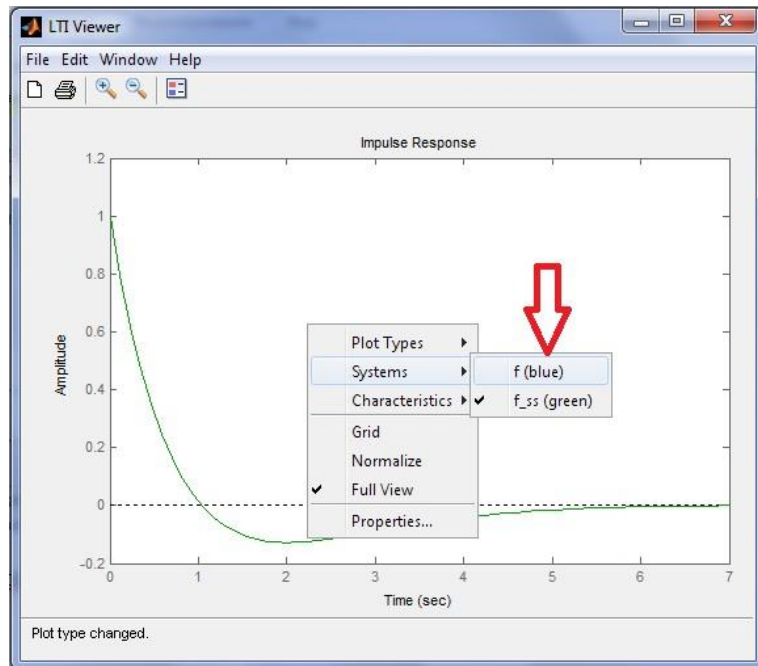 LTI Viewer
File Edit Window Help
Impulse Response
1.2
1
0.8
0.6
0.4
0.2
0
-0.2
Amplitude
0 1 2 3 4 5 6 7
Time (sec)
Plot Types
Systems
Characteristics
Grid
Normalize
Full View
Properties...
f (blue)
f_ss (green)
Plot type changed.